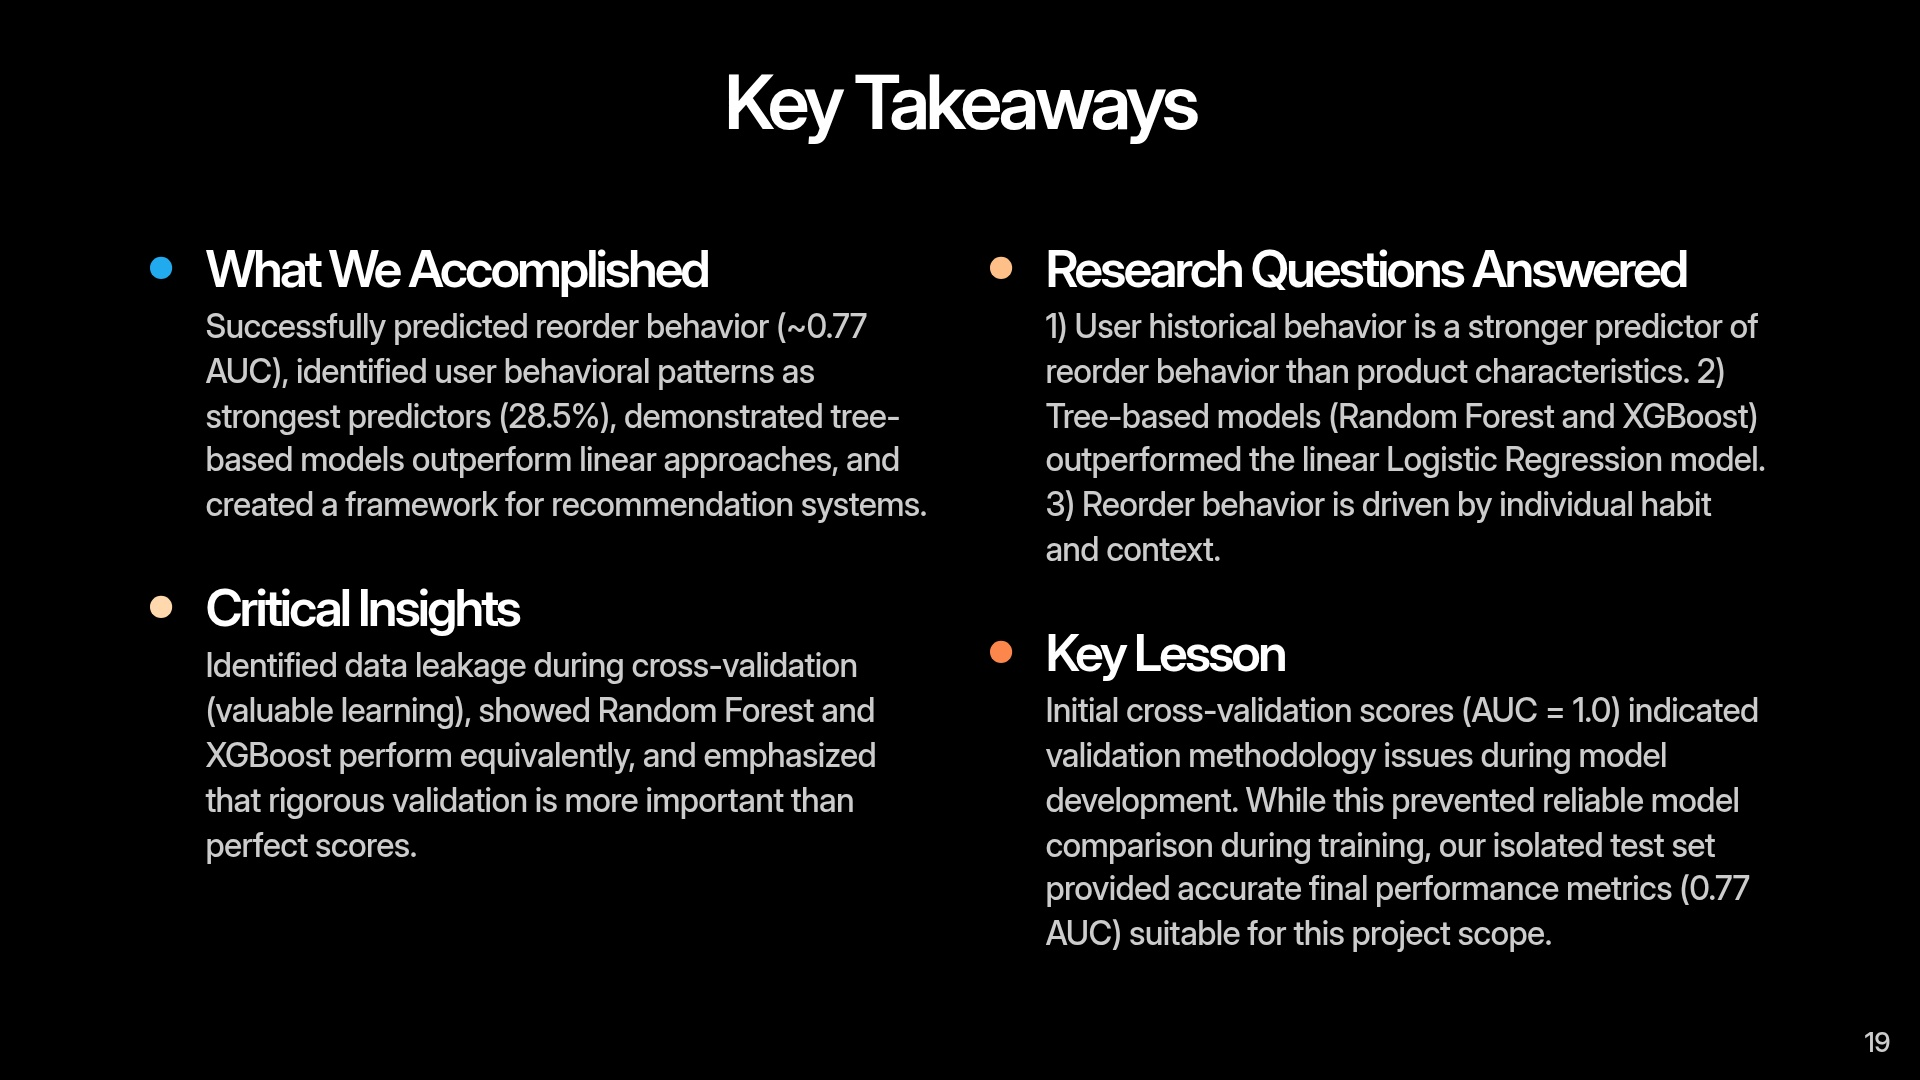 Key Takeaways
What We Accomplished
Successfully predicted reorder behavior (~0.77
AUC), identified user behavioral patterns as
strongest predictors (28.5%), demonstrated tree-
based models outperform linear approaches, and
created a framework for recommendation systems.
Critical Insights
Identified data leakage during cross-validation
(valuable learning), showed Random Forest and
XGBoost perform equivalently, and emphasized
that rigorous validation is more important than
perfect scores.
Research Questions Answered
1) User historical behavior is a stronger predictor of
reorder behavior than product characteristics. 2)
Tree-based models (Random Forest and XGBoost)
outperformed the linear Logistic Regression model.
3) Reorder behavior is driven by individual habit
and context.
Key Lesson
Initial cross-validation scores (AUC = 1.0) indicated
validation methodology issues during model
development. While this prevented reliable model
comparison during training, our isolated test set
provided accurate final performance metrics (0.77
AUC) suitable for this project scope.
19